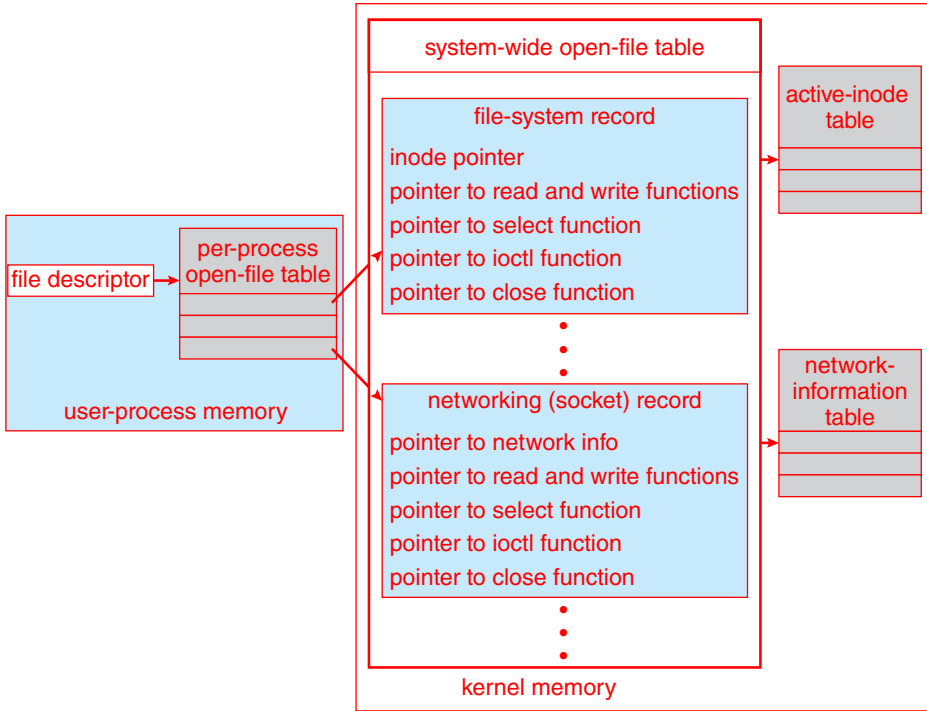 system-wide open-file table
file-system record
inode pointer
pointer to read and write functions
pointer to select function
pointer to ioctl function
pointer to close function
active-inode
table
per-process
open-file table
file descriptor
user-process memory
networking (socket) record
pointer to network info
pointer to read and write functions
pointer to select function
pointer to ioctl function
pointer to close function
network-
information
table
kernel memory